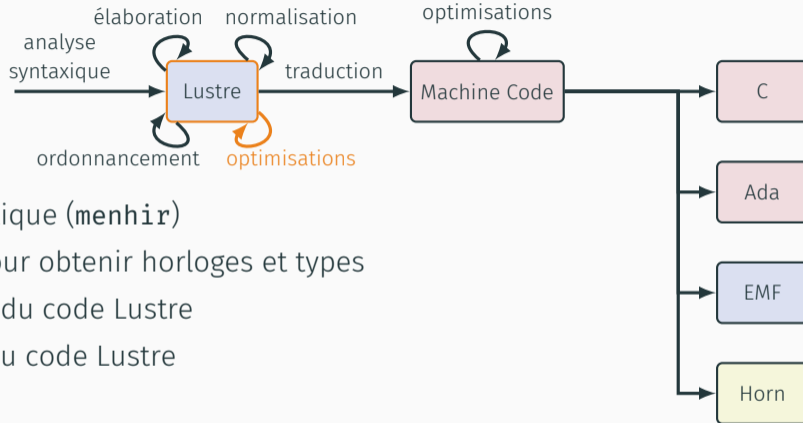 élaboration
normalisation
optimisations
analyse
syntaxique
Lustre
traduction
Machine Code
C
ordonnancement
optimisations
Ada
ique (menhir)
ur obtenir horloges et types
EMF
du code Lustre
u code Lustre
Horn